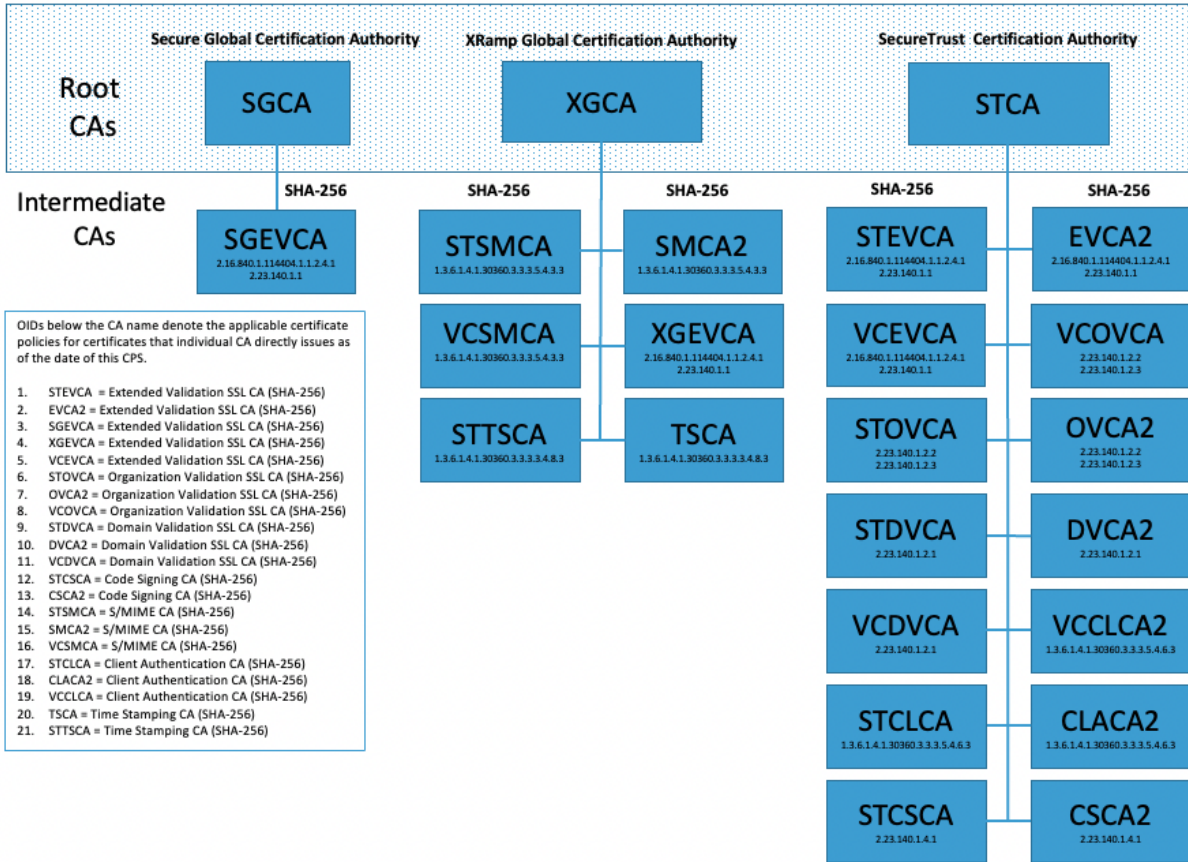 Secure Global Certification Authority
XRamp Global Certification Authority
SecureTrust Certification Authority
Root
CAs
SGCA
XGCA
STCA
Intermediate
CAs
SHA-256
SGEVCA
2.16.840.1.114404.1.1.2.4.1
2.23.140.1.1
SHA-256
SHA-256
STSMCA
1.3.6.1.4.1.30360.3.3.3.5.4.3.3
SMCA2
1.3.6.1.4.1.30360.3.3.3.5.4.3.3
VCSMCA
1.3.6.1.4.1.30360.3.3.3.5.4.3.3
XGEVCA
2.16.840.1.114404.1.1.2.4.1
2.23.140.1.1
STTSCA
1.3.6.1.4.1.30360.3.3.3.3.4.8.3
TSCA
1.3.6.1.4.1.30360.3.3.3.3.4.8.3
SHA-256
SHA-256
STEVCA
2.16.840.1.114404.1.1.2.4.1
2.23.140.1.1
EVCA2
2.16.840.1.114404.1.1.2.4.1
2.23.140.1.1
VCEVCA
2.16.840.1.114404.1.1.2.4.1
2.23.140.1.1
VCOVCA
2.23.140.1.2.2
2.23.140.1.2.3
STOVCA
2.23.140.1.2.2
2.23.140.1.2.3
OVCA2
2.23.140.1.2.2
2.23.140.1.2.3
STDVCA
2.23.140.1.2.1
DVCA2
2.23.140.1.2.1
VCDVCA
2.23.140.1.2.1
VCCLCA2
1.3.6.1.4.1.30360.3.3.3.5.4.6.3
STCLCA
1.3.6.1.4.1.30360.3.3.3.5.4.6.3
CLACA2
1.3.6.1.4.1.30360.3.3.3.5.4.6.3
STCSCA
2.23.140.1.4.1
CSCA2
2.23.140.1.4.1
OIDs below the CA name denote the applicable certificate
policies for certificates that individual CA directly issues as
of the date of this CPS.
1. STEVCA = Extended Validation SSL CA (SHA-256)
2. EVCA2 = Extended Validation SSL CA (SHA-256)
3. SGEVCA = Extended Validation SSL CA (SHA-256)
4. XGEVCA = Extended Validation SSL CA (SHA-256)
5. VCEVCA = Extended Validation SSL CA (SHA-256)
6. STOVCA = Organization Validation SSL CA (SHA-256)
7. OVCA2 = Organization Validation SSL CA (SHA-256)
8. VCOVCA = Organization Validation SSL CA (SHA-256)
9. STDVCA = Domain Validation SSL CA (SHA-256)
10. DVCA2 = Domain Validation SSL CA (SHA-256)
11. VCDVCA = Domain Validation SSL CA (SHA-256)
12. STCSCA = Code Signing CA (SHA-256)
13. CSCA2 = Code Signing CA (SHA-256)
14. STSMCA = S/MIME CA (SHA-256)
15. SMCA2 = S/MIME CA (SHA-256)
16. VCSMCA = S/MIME CA (SHA-256)
17. STCLCA = Client Authentication CA (SHA-256)
18. CLACA2 = Client Authentication CA (SHA-256)
19. VCCLCA = Client Authentication CA (SHA-256)
20. TSCA = Time Stamping CA (SHA-256)
21. STTSCA = Time Stamping CA (SHA-256)